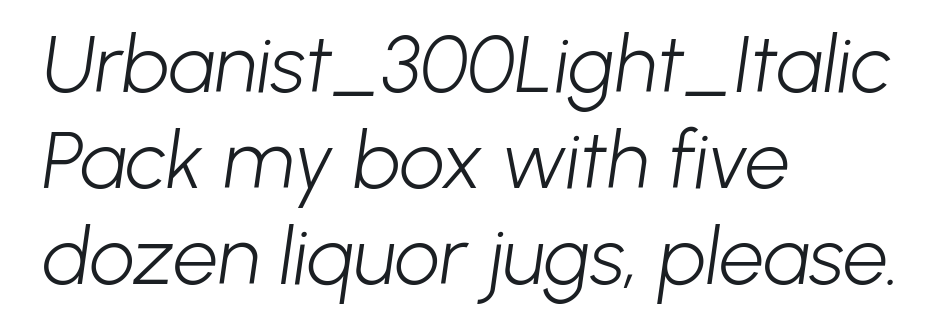 Urbanist_300Light_Italic
Pack my box with five
dozen liquor jugs, please.